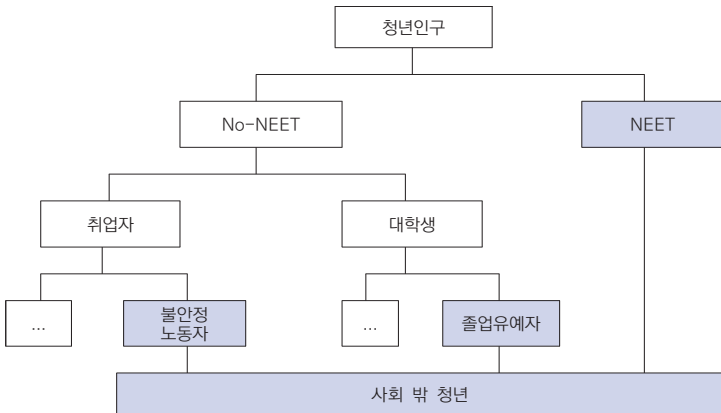 청년인구
No-NEET
NEET
취업자
대학생
...
불안정
노동자
...
졸업유예자
사회 밖 청년